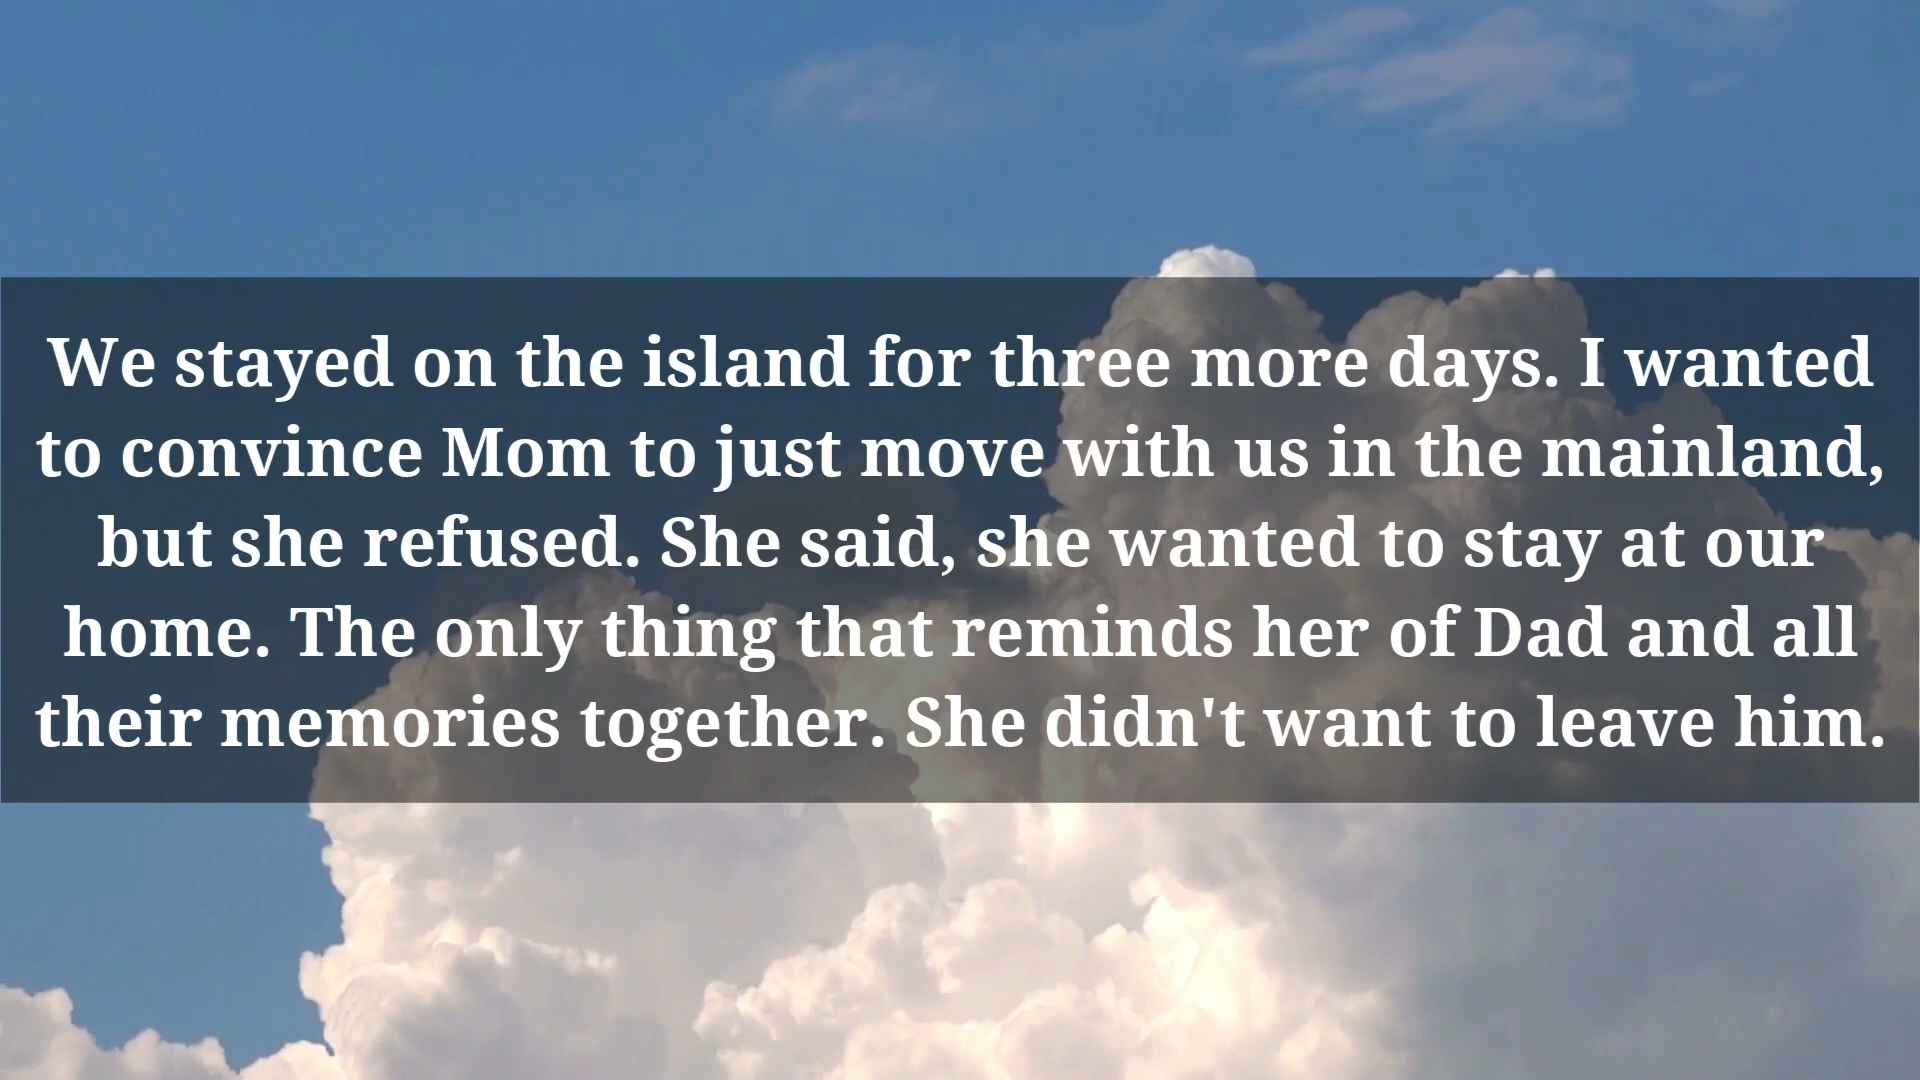 We stayed on the island for three more days. I wanted
to convince Mom to just move with us in the mainland,
but she refused. She said, she wanted to stay at our
home. The only thing that reminds her of Dad and all
their memories together. She didn't want to leave him.